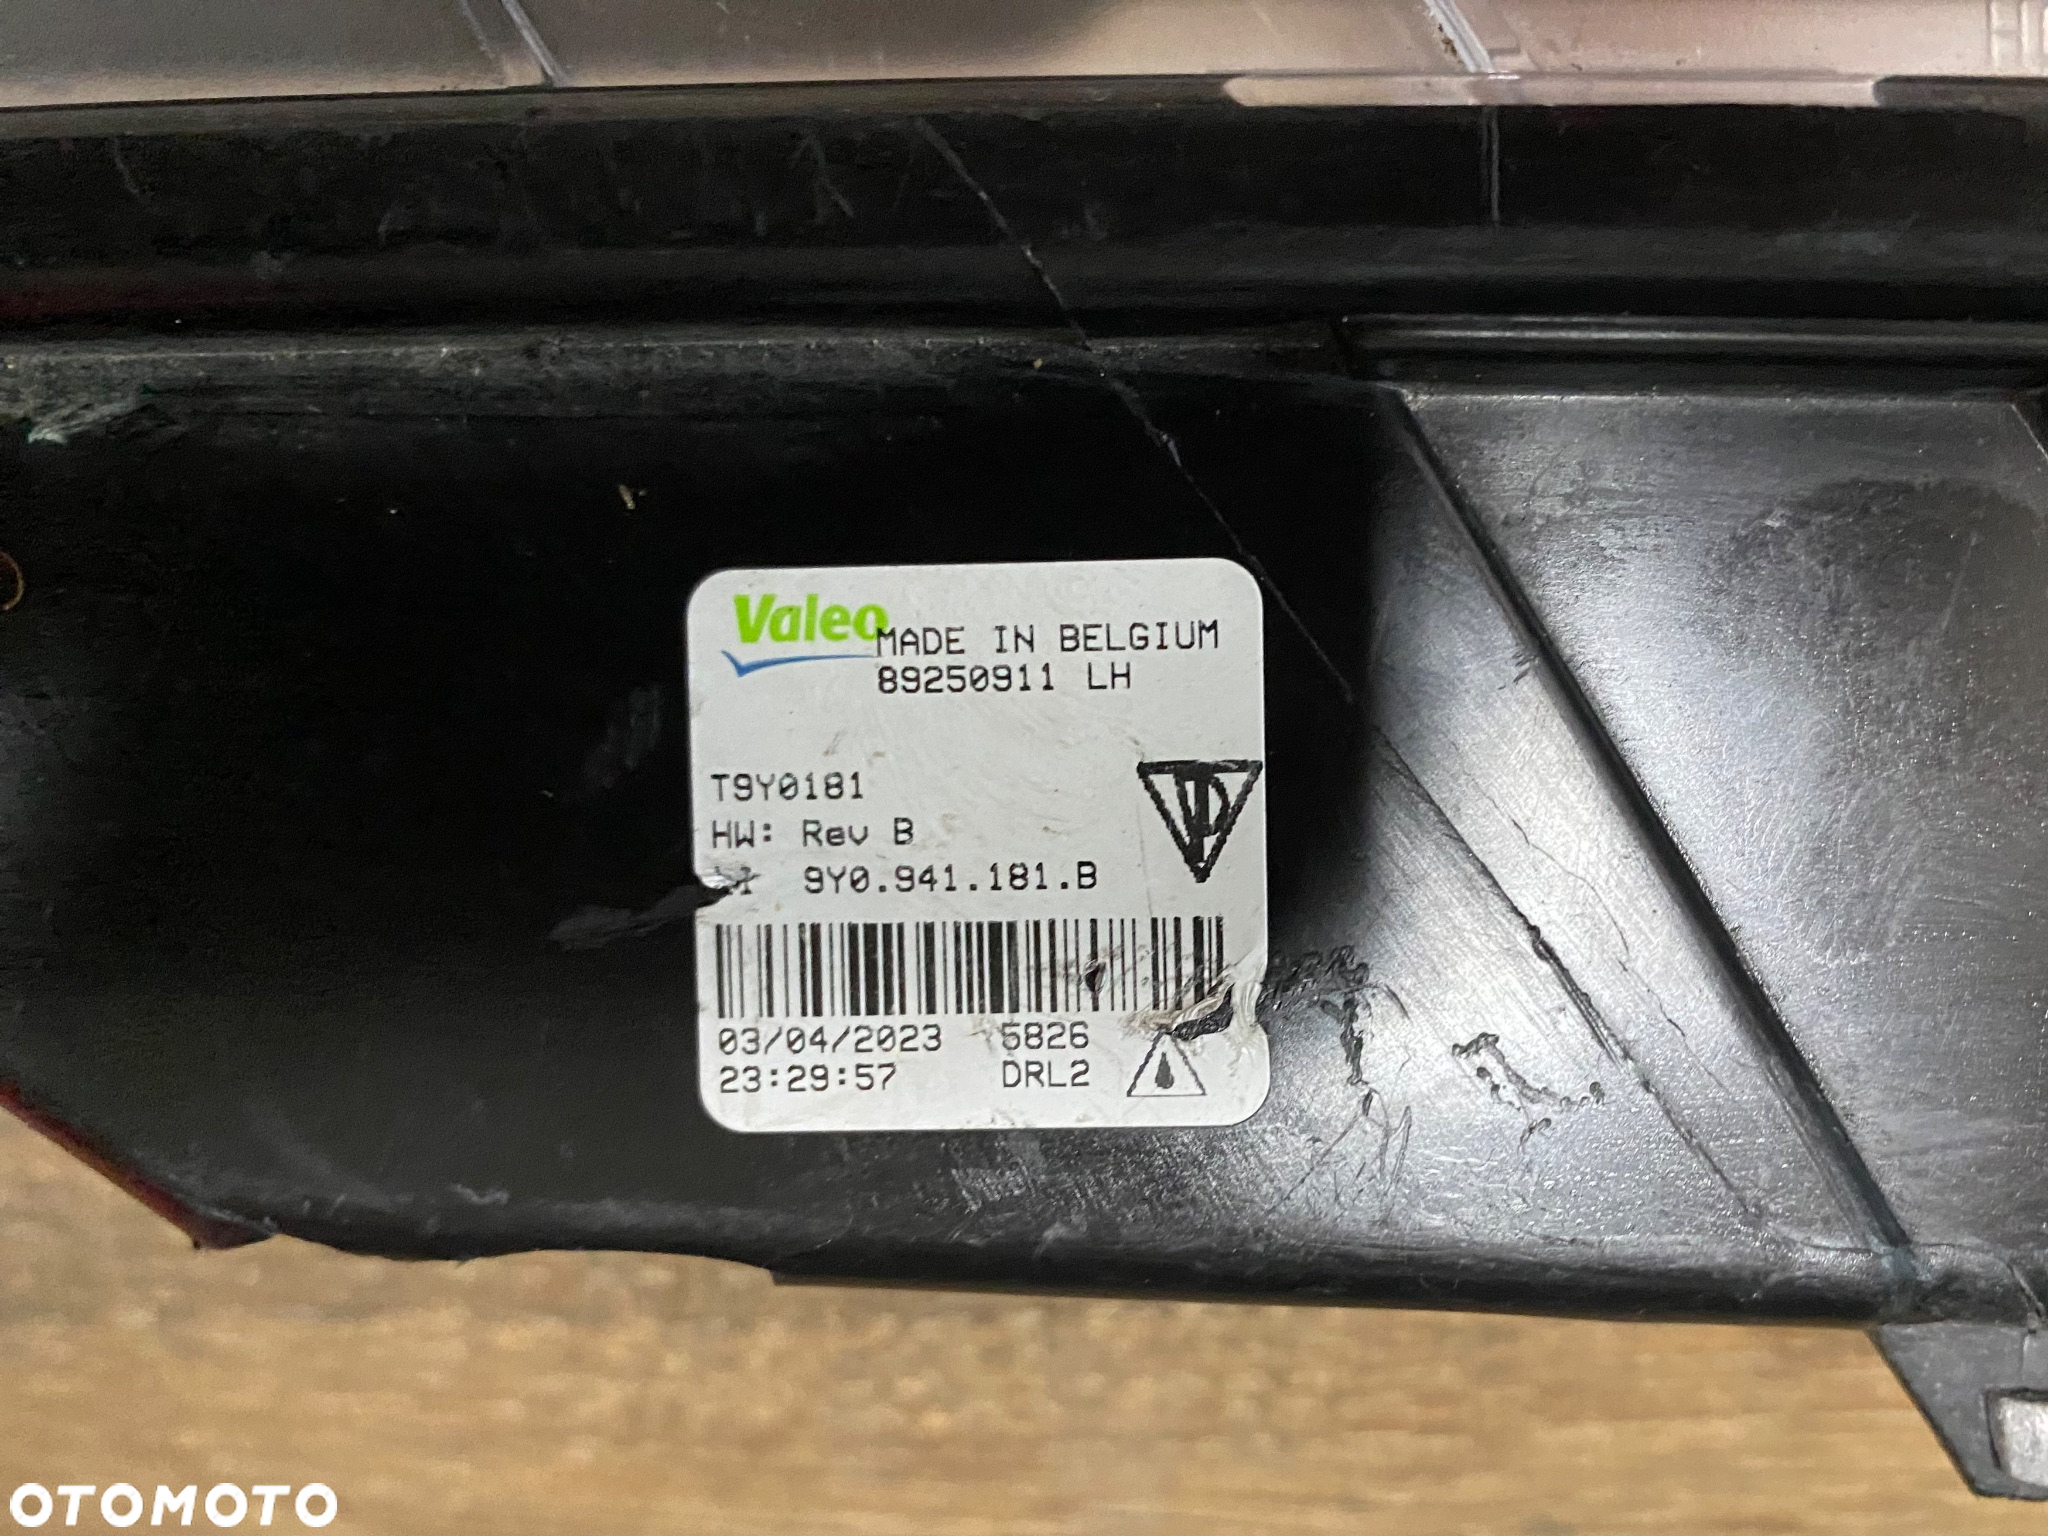 Valeo
MADE IN BELGIUM
89250911 LH
T9Y0181
HW: Rev B
9Y0.941.181.B
03/04/2023 5826
23:29:57 DRL2
OTOMOTO